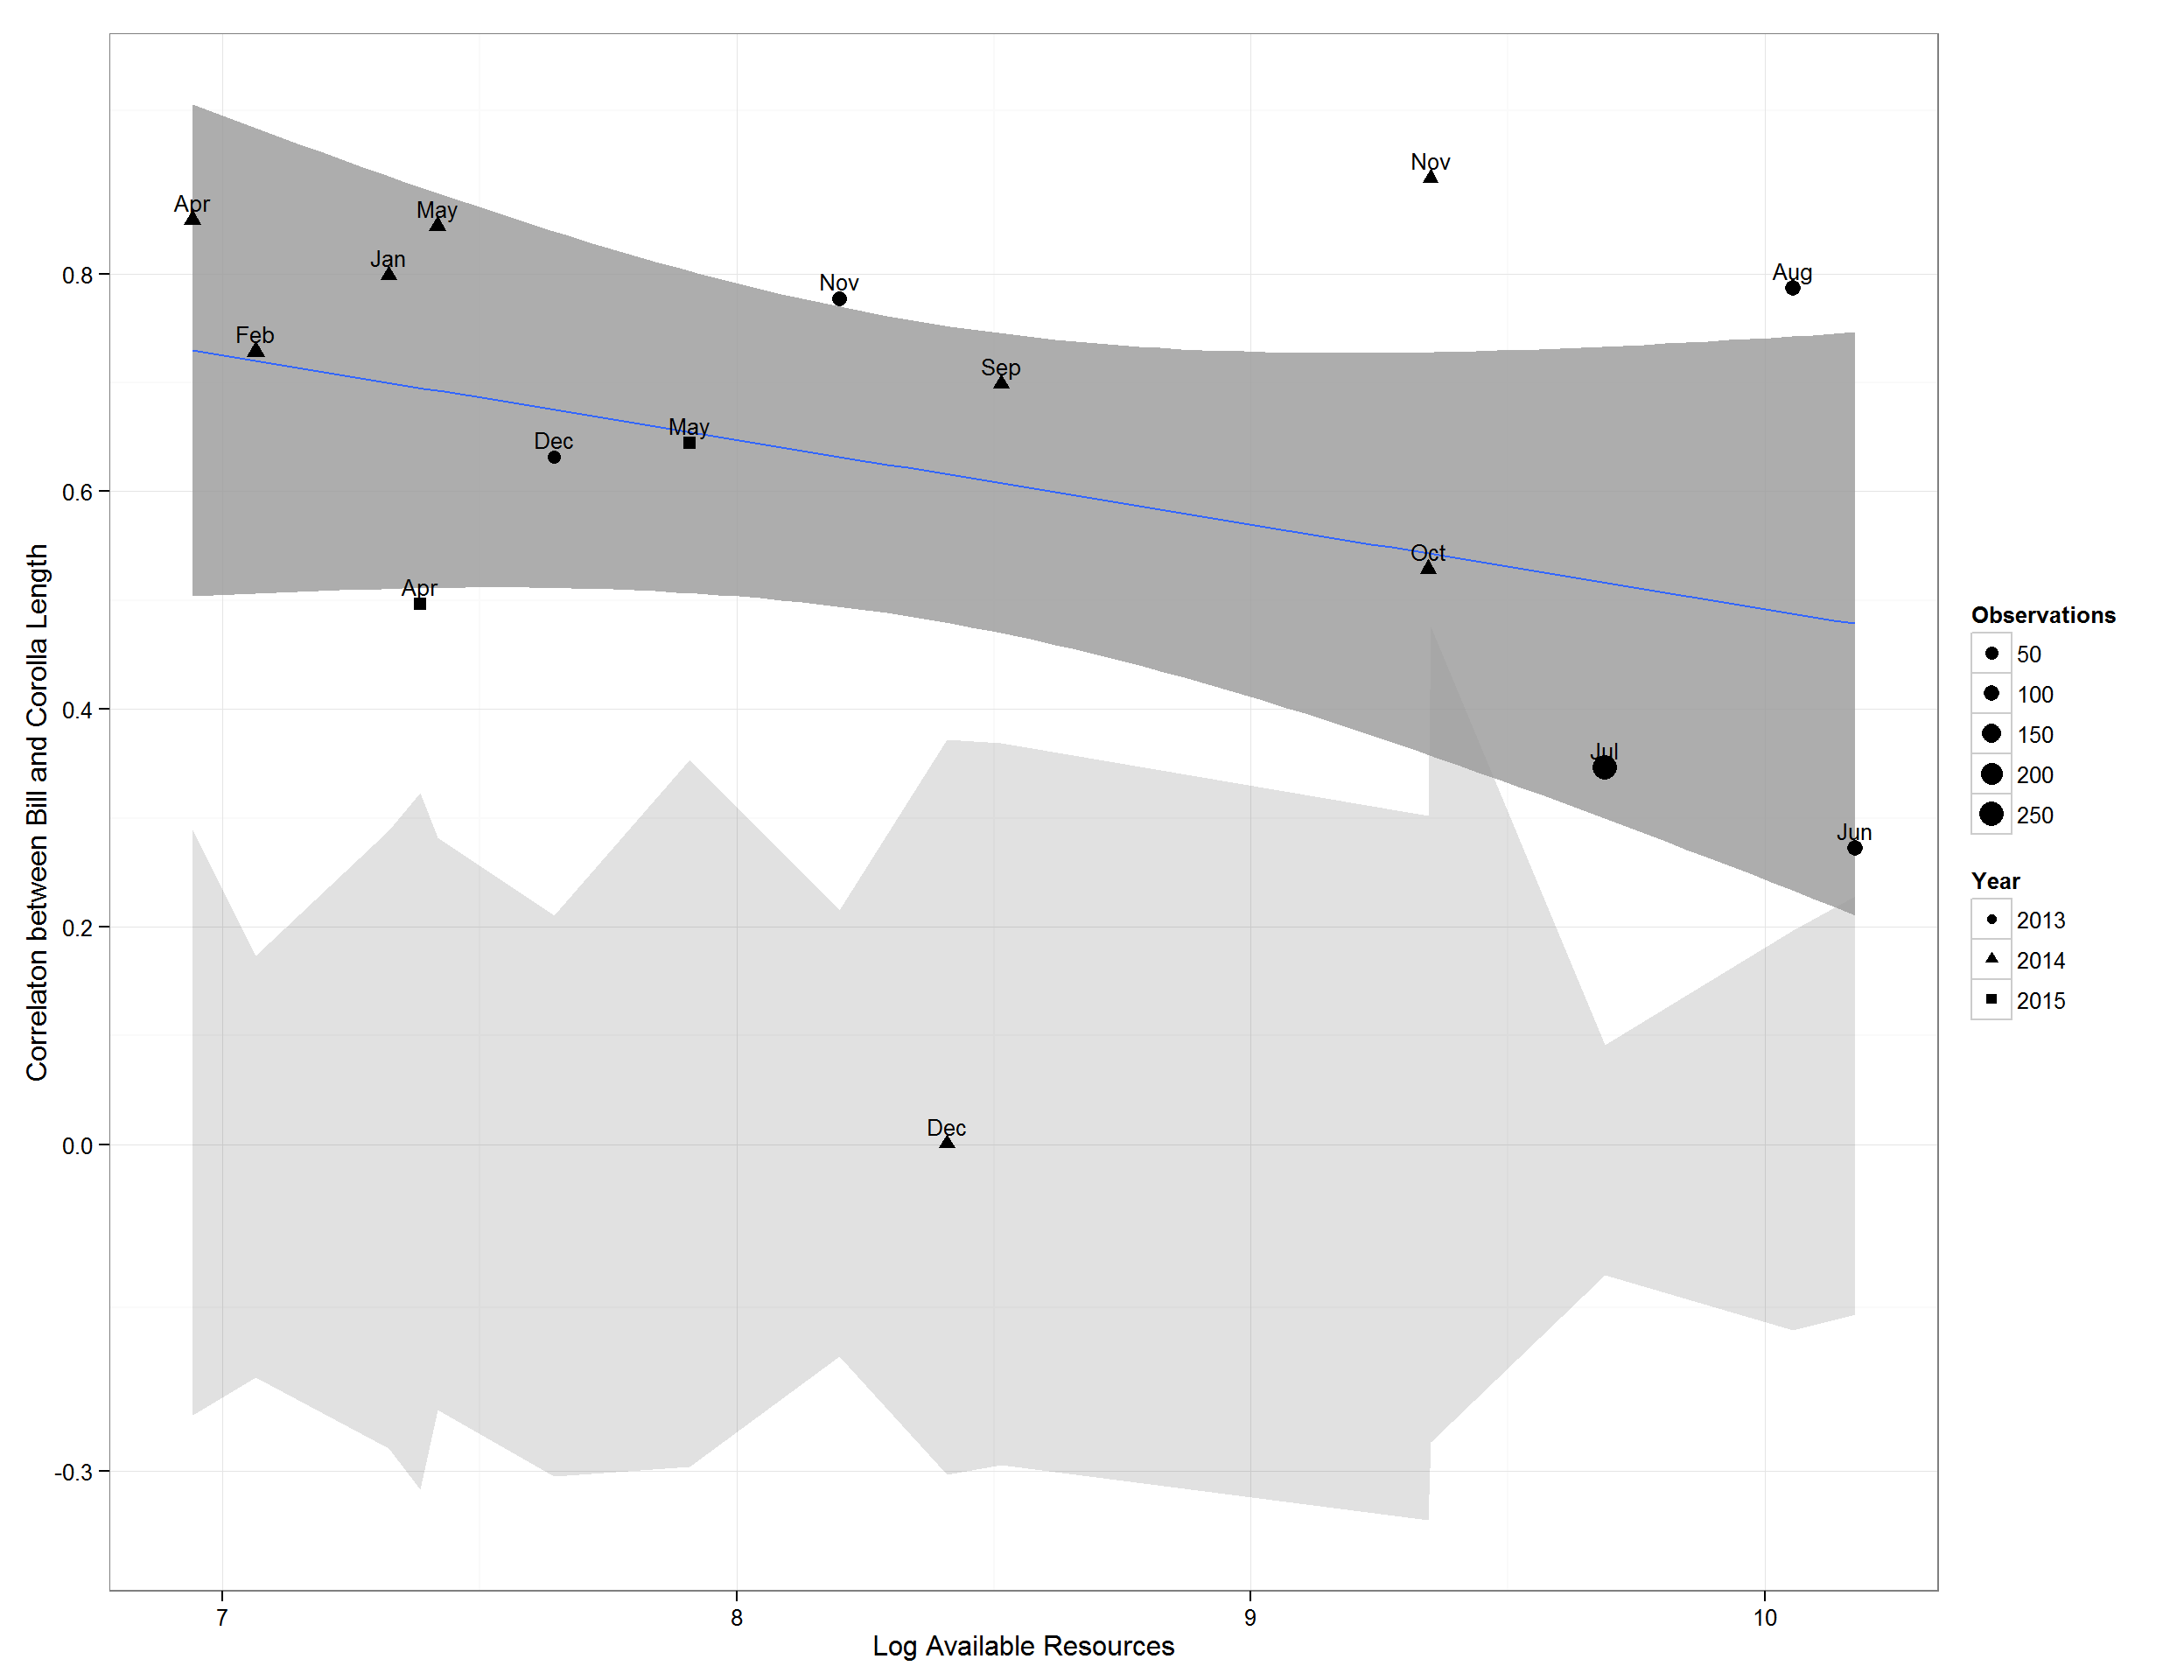 Nov
Apr
May
Jan
Aug
Nov
Feb
Sep
May
Dec
Oct
Apr
Jul
Jun
Dec
0.8
0.6
0.4
0.2
0.0
-0.3
Correlaton between Bill and Corolla Length
7
8
9
10
Log Available Resources
Observations
50
100
150
200
250
Year
2013
2014
2015